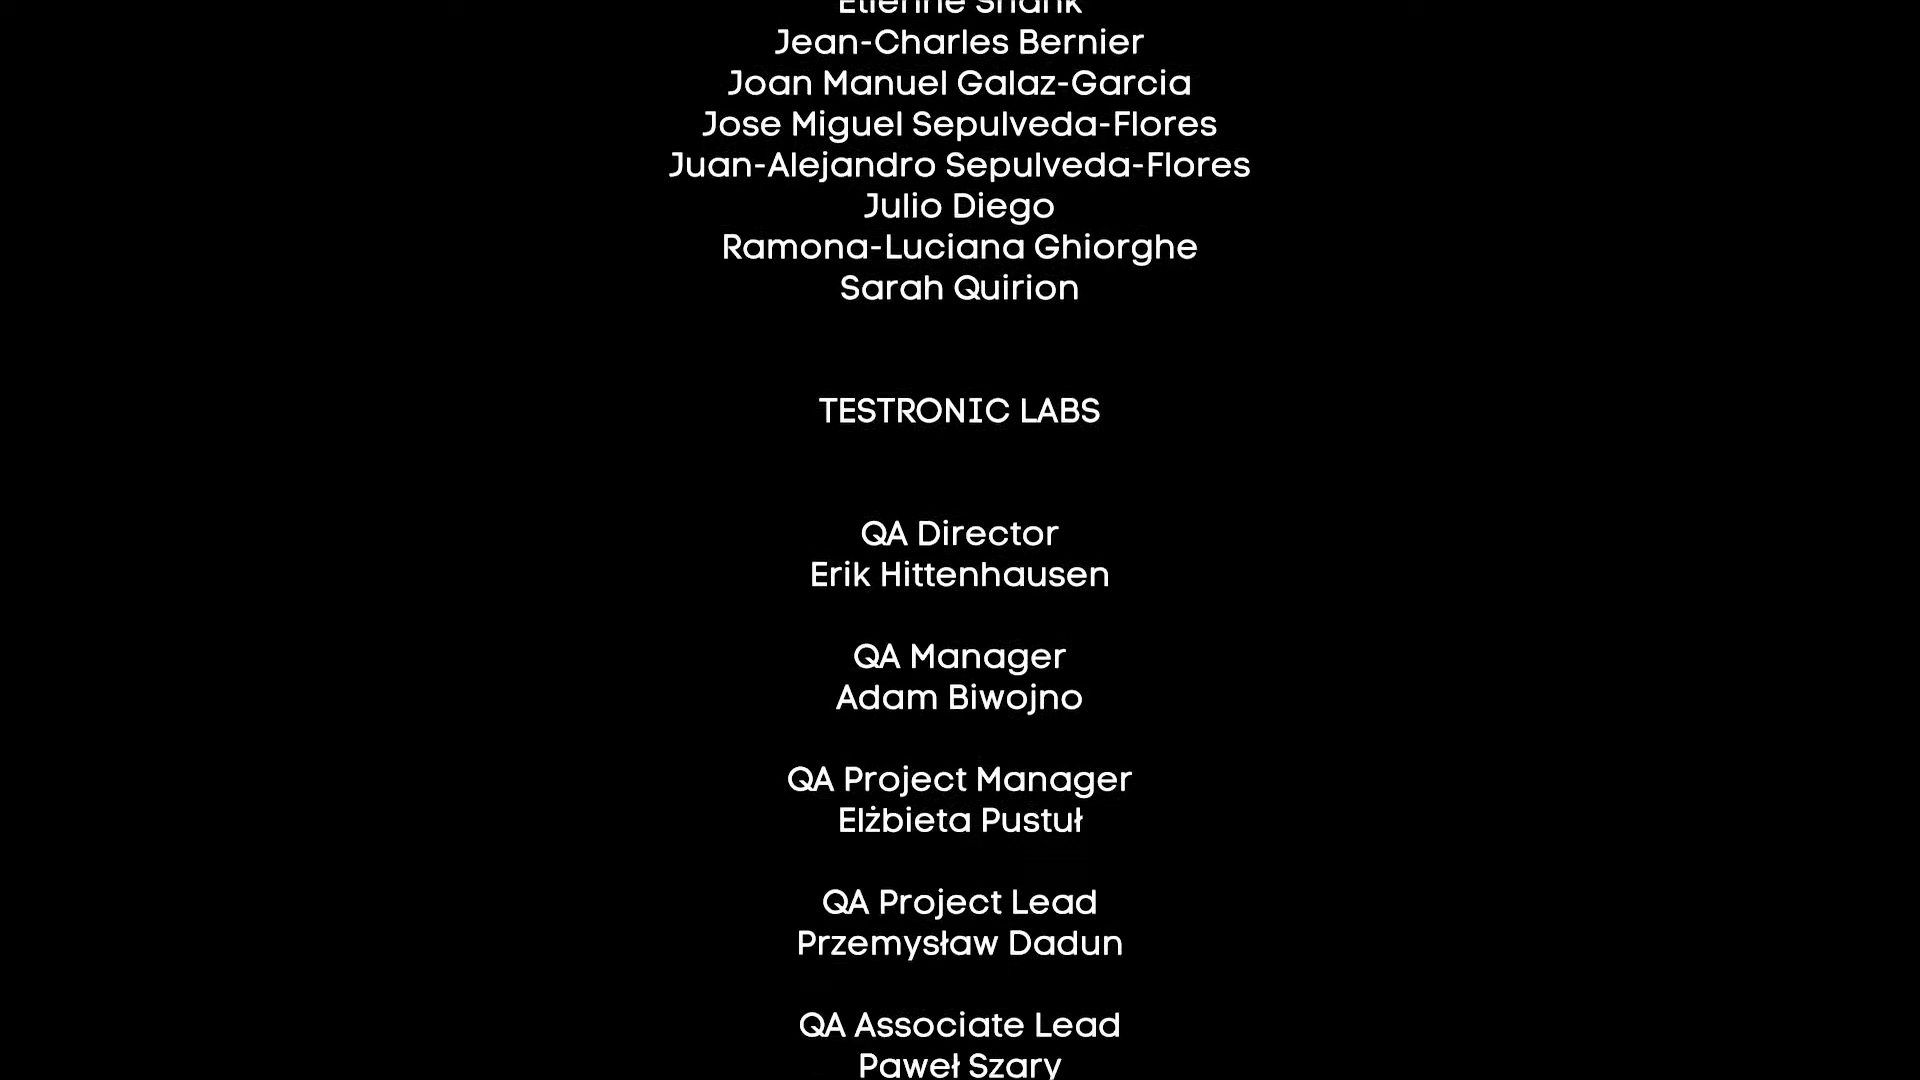 Etienne Shank
Jean-Charles Bernier
Joan Manuel Galaz-Garcia
Jose Miguel Sepulveda-Flores
Juan-Alejandro Sepulveda-Flores
Julio Diego
Ramona-Luciana Ghiorghe
Sarah Quirion
TESTRONIC LABS
QA Director
Erik Hittenhausen
QA Manager
Adam Biwojno
QA Project Manager
Elżbieta Pustuł
QA Project Lead
Przemysław Dadun
QA Associate Lead
Paweł Szary